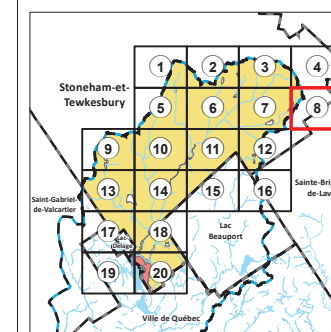 1 2 3 4
Stoneham-et-
Tewkesbury
5 6 7 8
9 10 11 12
Saint-Gabriel
de-Valcartier
13 14 15 16
Sainte-Bri
de-Lav
17 18
Lac
Delage
Lac
Beauport
19 20
Ville de Québec